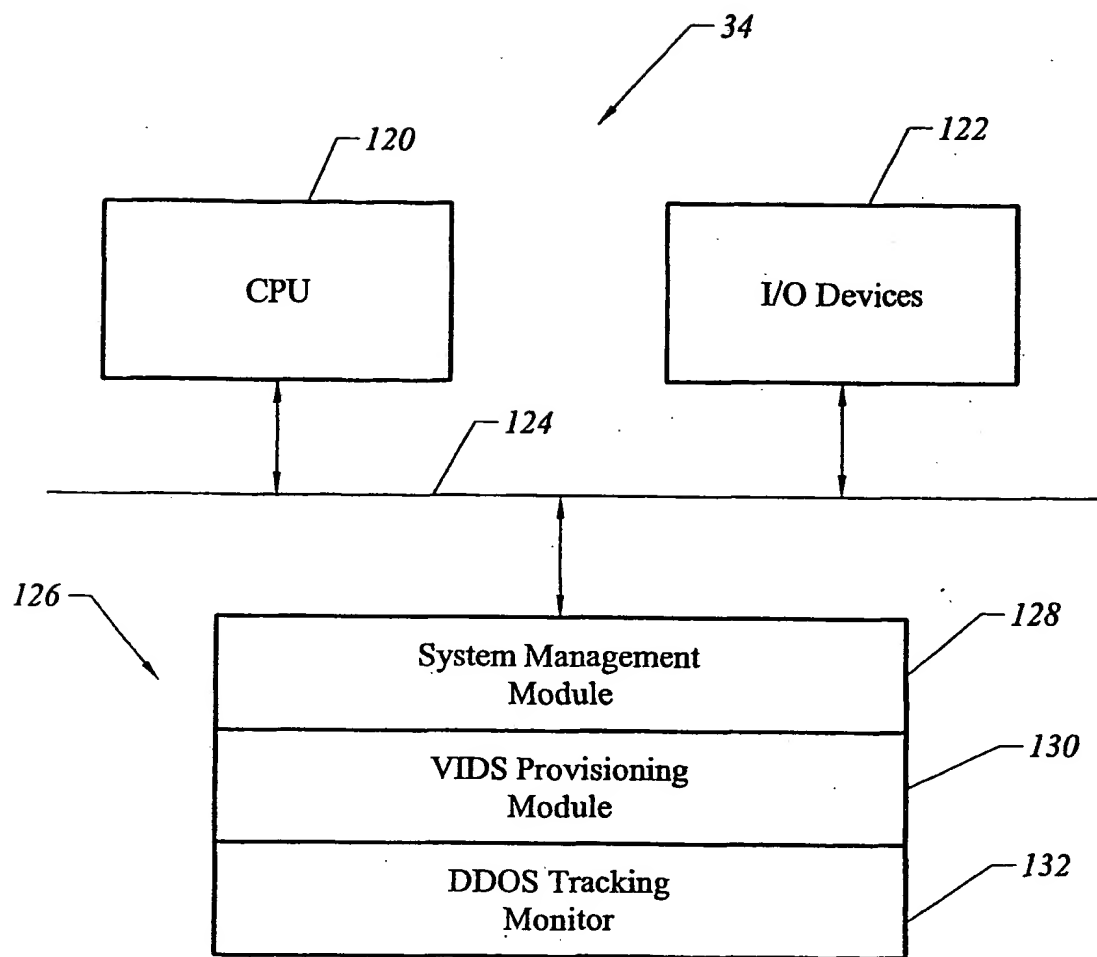 34
120
122
CPU
I/O Devices
124
126
128
System Management
Module
130
VIDS Provisioning
Module
132
DDOS Tracking
Monitor